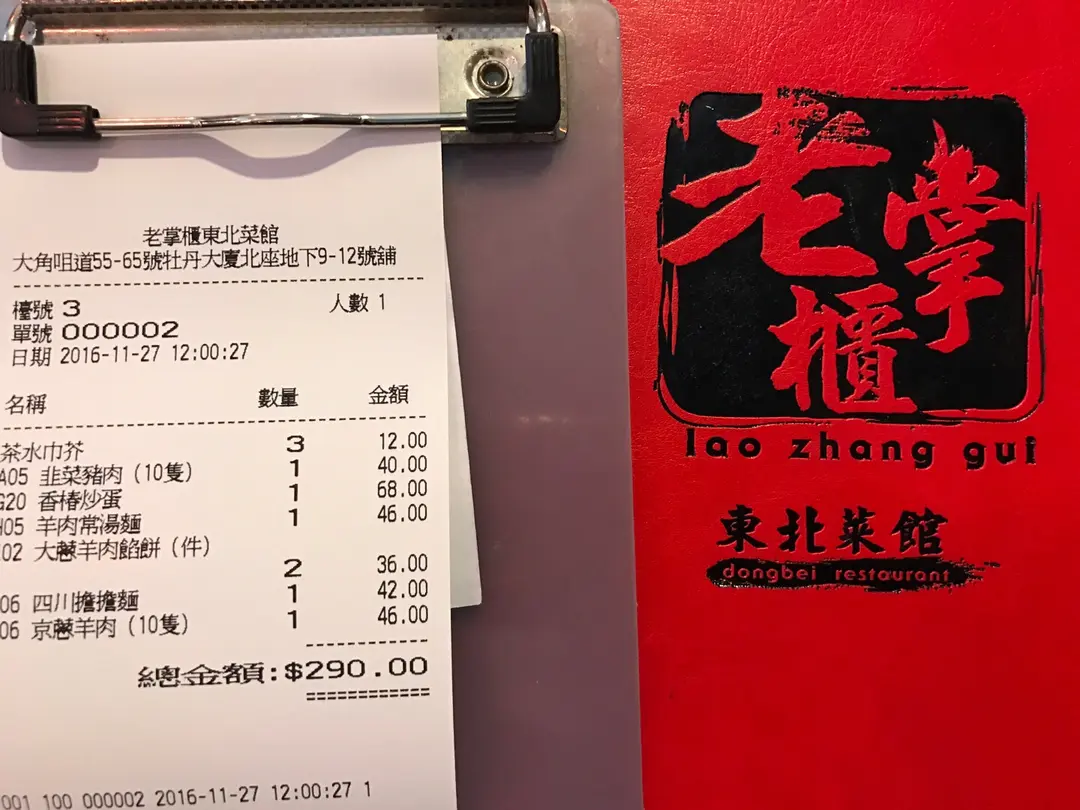 老掌櫃東北菜館
大角咀道55-65號牡丹大廈北座地下9-12號舖
檯號 3 人數 1
單號 000002
日期 2016-11-27 12:00:27
名稱 數量 金額
茶水巾芥 3 12.00
A05 韭菜豬肉（10隻） 1 40.00
G20 香椿炒蛋 1 68.00
H05 羊肉常湯麵 1 46.00
02 大蔥羊肉餡餅（件）
2 36.00
06 四川擔擔麵 1 42.00
06 京蔥羊肉（10隻） 1 46.00
總金額:$290.00
001 100 000002 2016-11-27 12:00:27 1
老掌櫃
lao zhang gui
東北菜館
dongbei restaurant